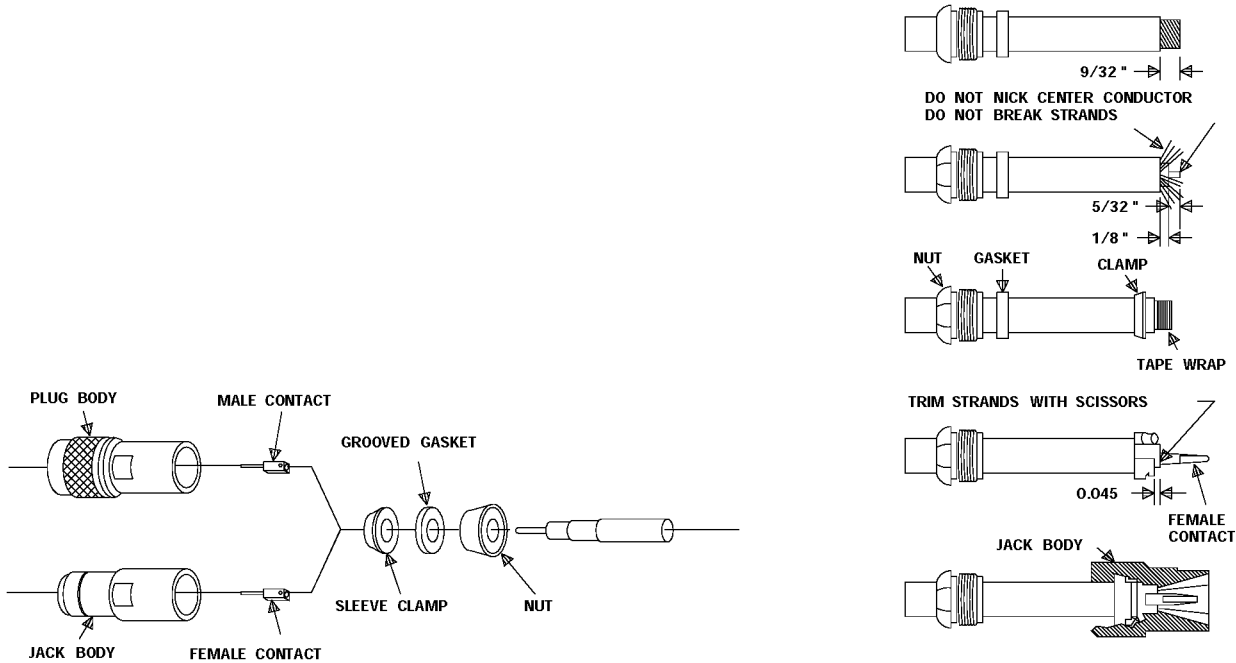 PLUG BODY
MALE CONTACT
GROOVED GASKET
SLEEVE CLAMP
NUT
JACK BODY
FEMALE CONTACT
9/32"
DO NOT NICK CENTER CONDUCTOR
DO NOT BREAK STRANDS
5/32"
1/8"
NUT
GASKET
CLAMP
TAPE WRAP
TRIM STRANDS WITH SCISSORS
0.045
FEMALE
CONTACT
JACK BODY